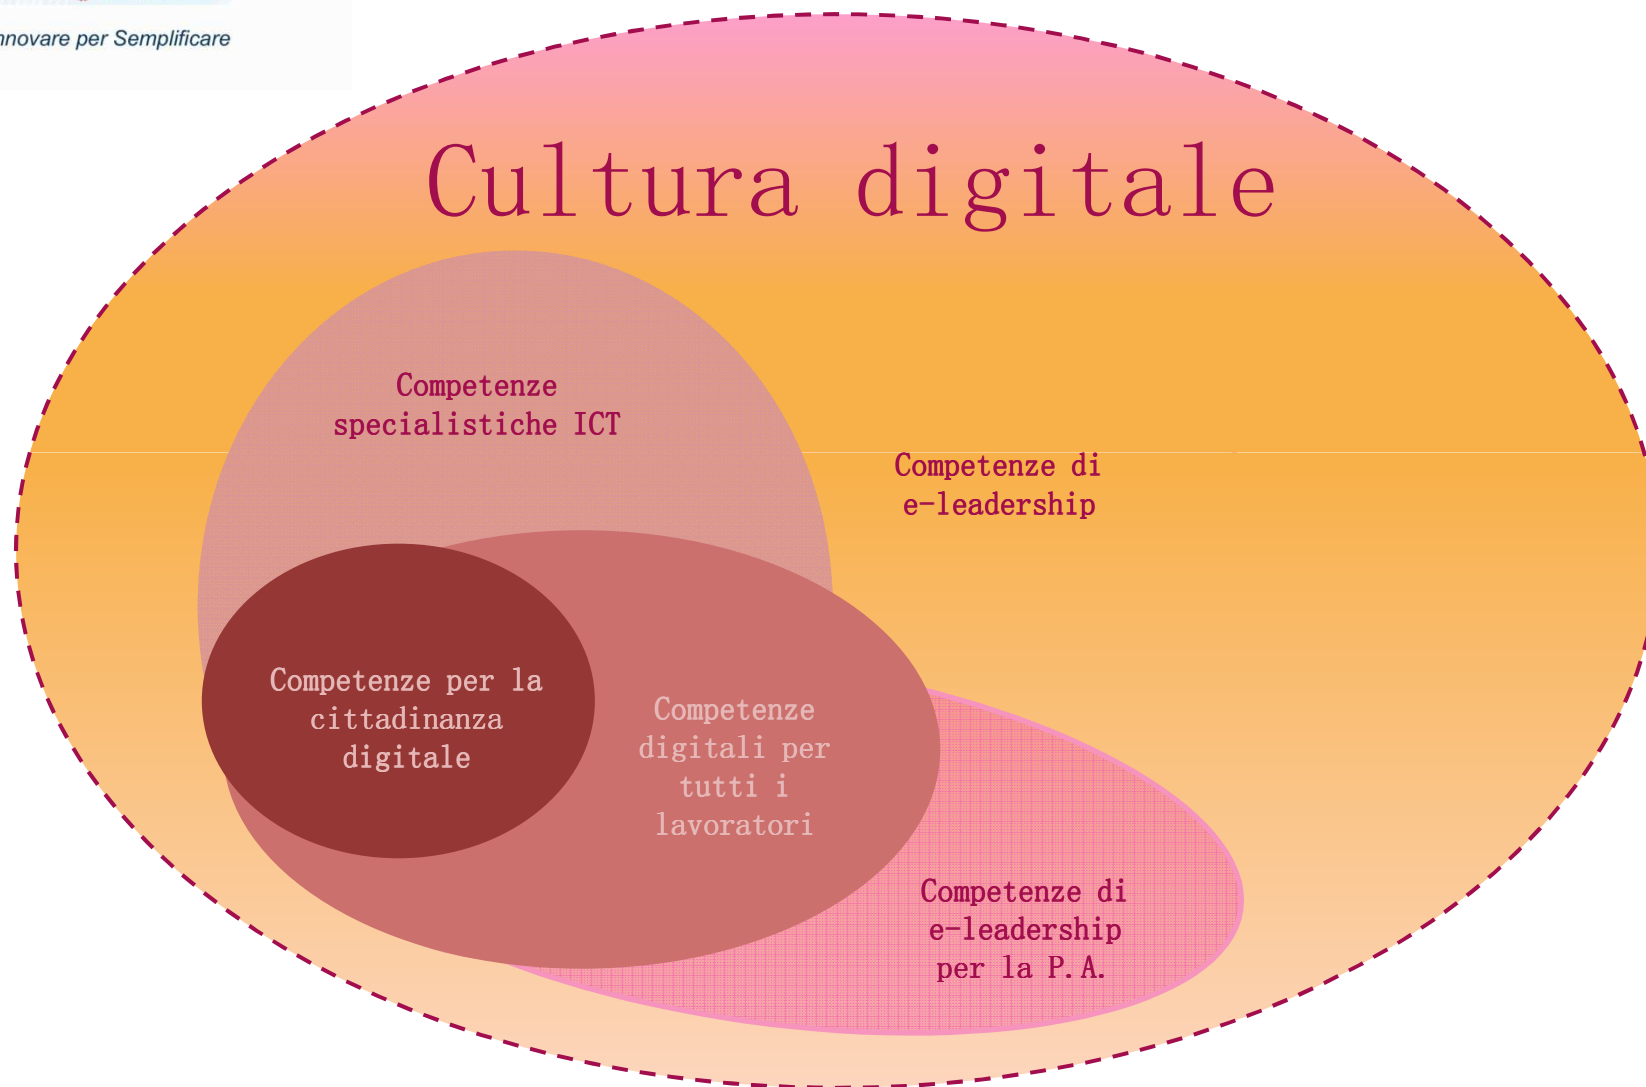 nnovare per Semplificare
Cultura digitale
Competenze
specialistiche ICT
Competenze di
e-leadership
Competenze per la
cittadinanza
digitale
Competenze
digitali per
tutti i
lavoratori
Competenze di
e-leadership
per la P.A.